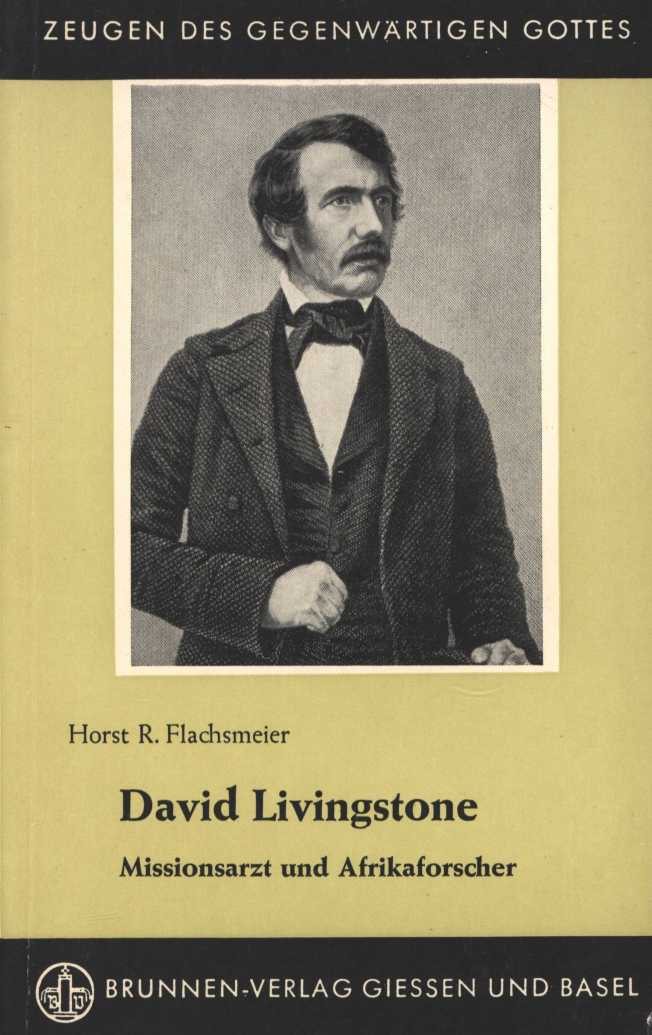 ZEUGEN DES GEGENWÄRTIGEN GOTTES
Horst R. Flachsmeier
David Livingstone
Missionsarzt und Afrikaforscher
BRUNNEN-VERLAG GIESSEN UND BASEL